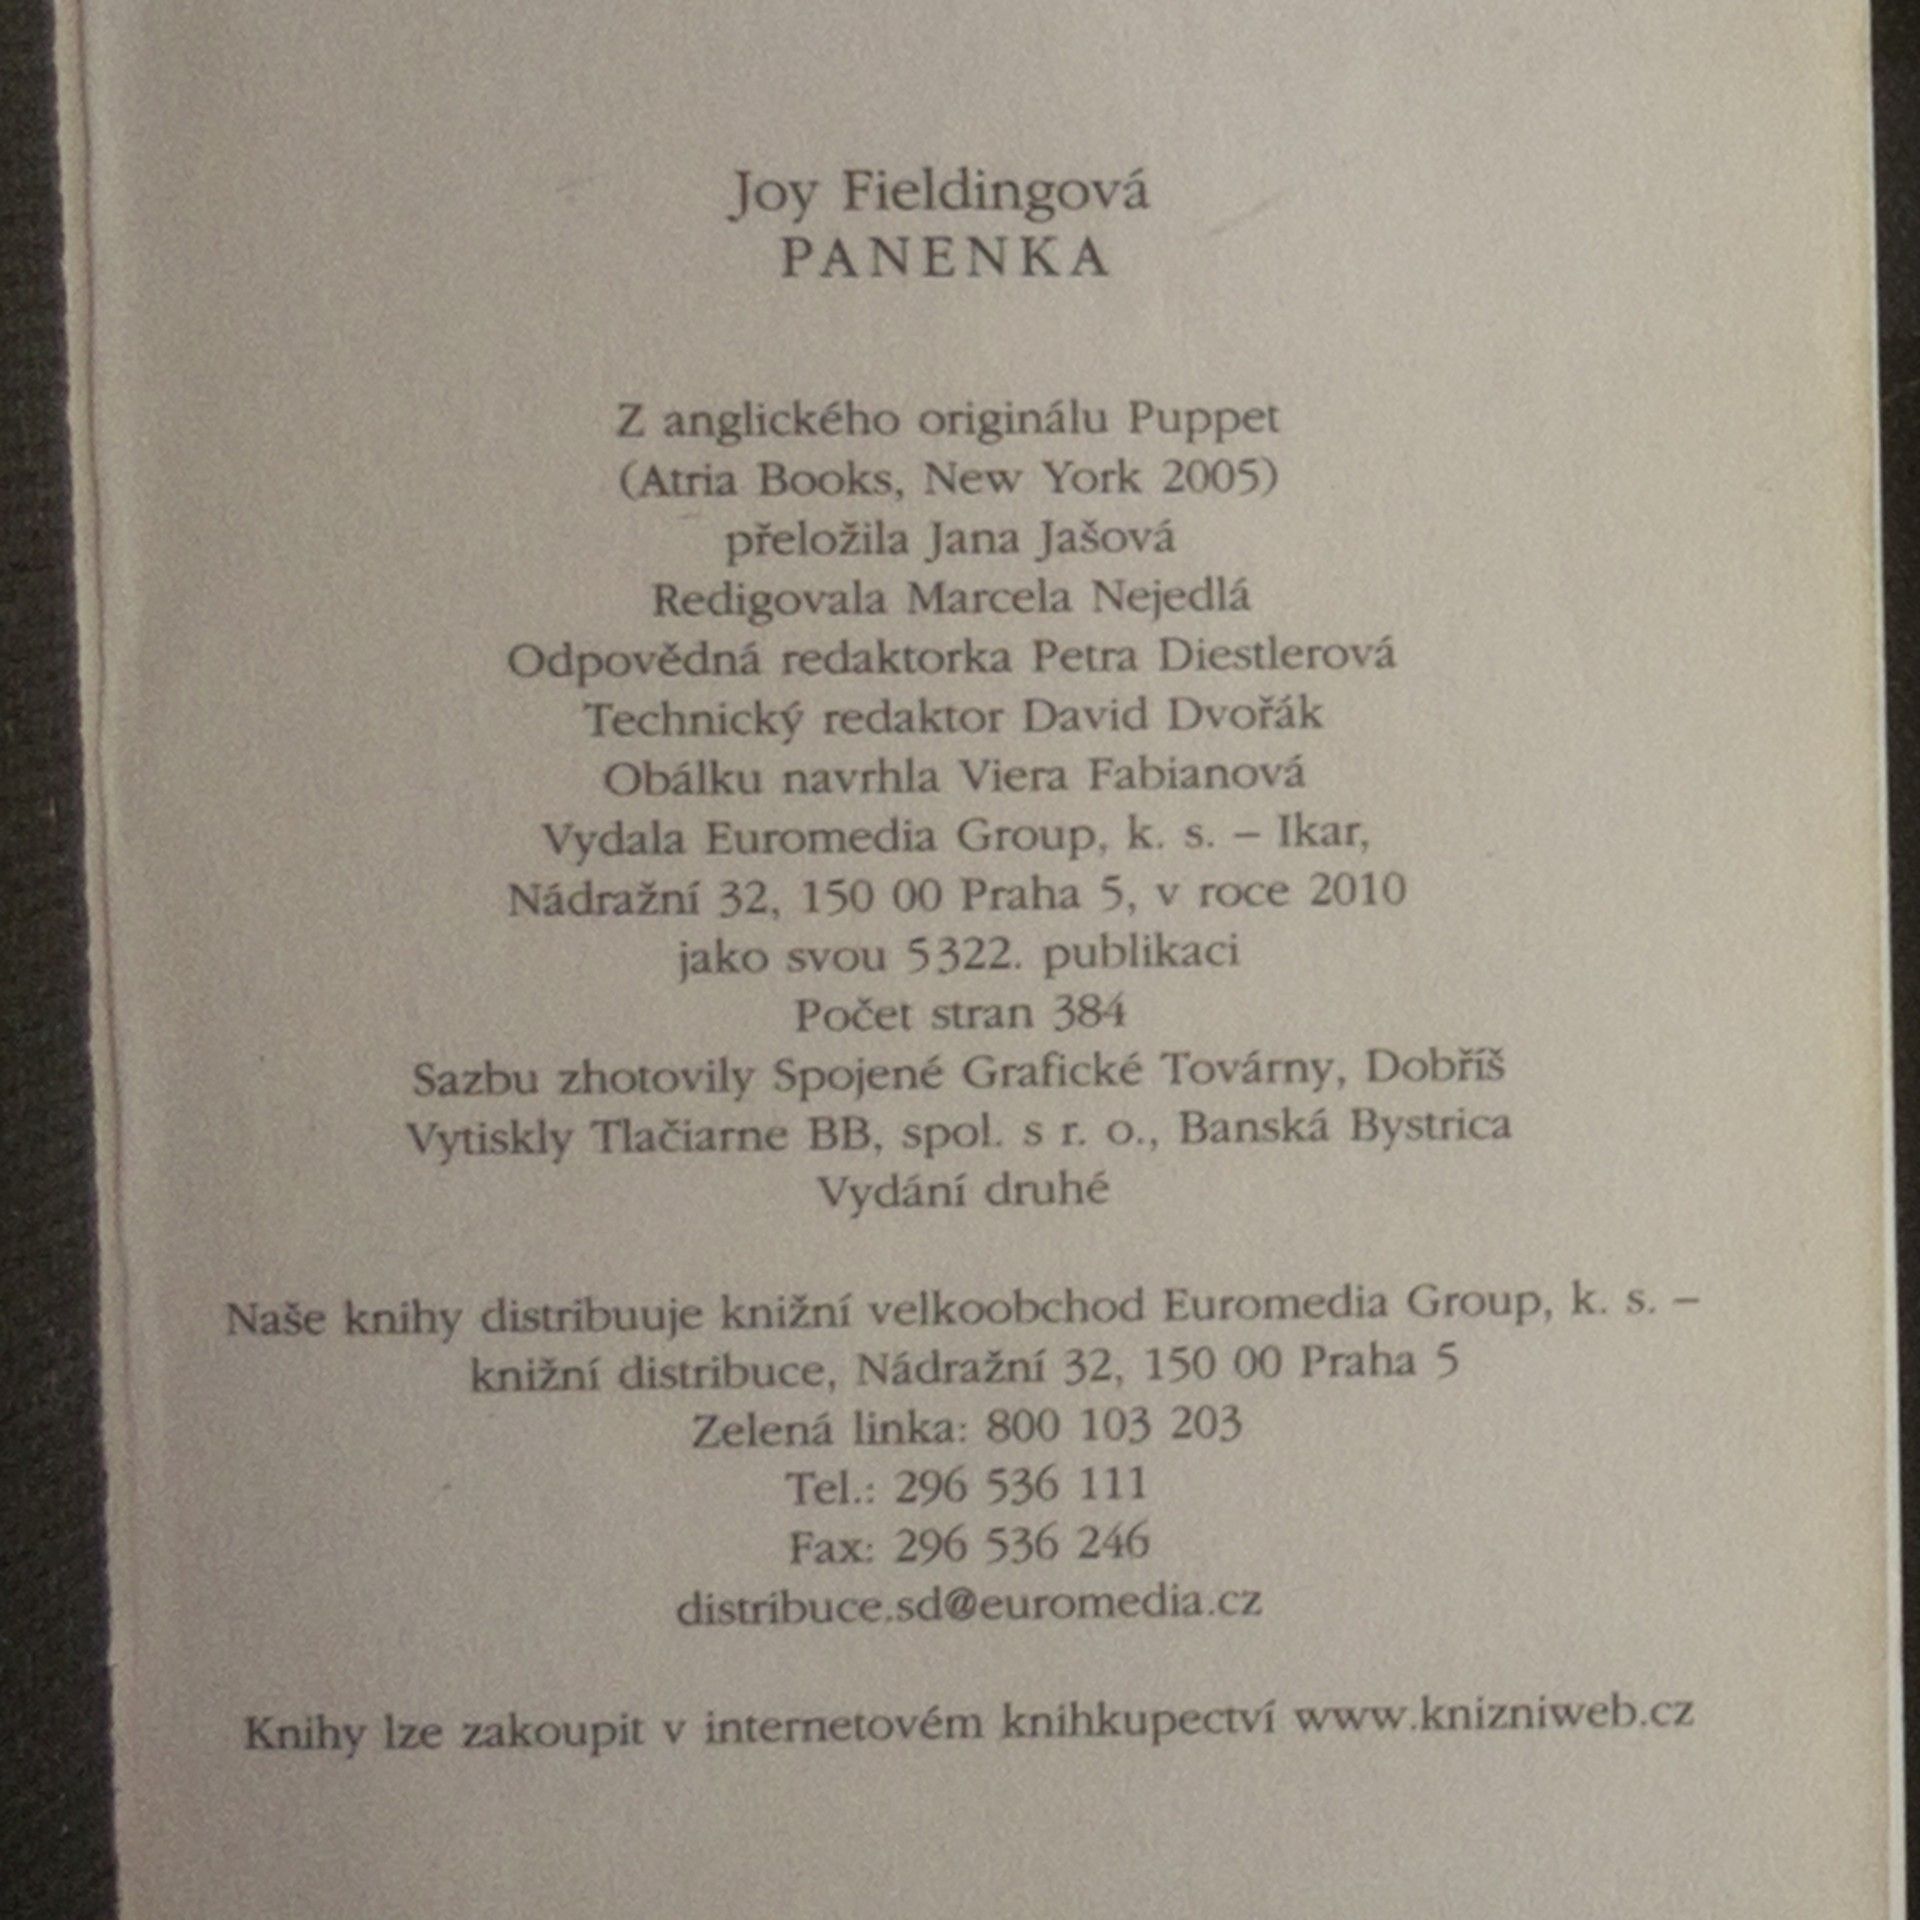 Joy Fieldingová
PANENKA
Z anglického originálu Puppet
(Atria Books, New York 2005)
přeložila Jana Jašová
Redigovala Marcela Nejedlá
Odpovědná redaktorka Petra Diestlerová
Technický redaktor David Dvořák
Obálku navrhla Viera Fabianová
Vydala Euromedia Group, k. s. – Ikar,
Nádražní 32, 150 00 Praha 5, v roce 2010
jako svou 5322. publikaci
Počet stran 384
Sazbu zhotovily Spojené Grafické Továrny, Dobříš
Vytiskly Tlačiarne BB, spol. s r. o., Banská Bystrica
Vydání druhé
Naše knihy distribuuje knižní velkoobchod Euromedia Group, k. s. –
knižní distribuce, Nádražní 32, 150 00 Praha 5
Zelená linka: 800 103 203
Tel.: 296 536 111
Fax: 296 536 246
distribuce.sd@euromedia.cz
Knihy lze zakoupit v internetovém knihkupectví www.knizniweb.cz